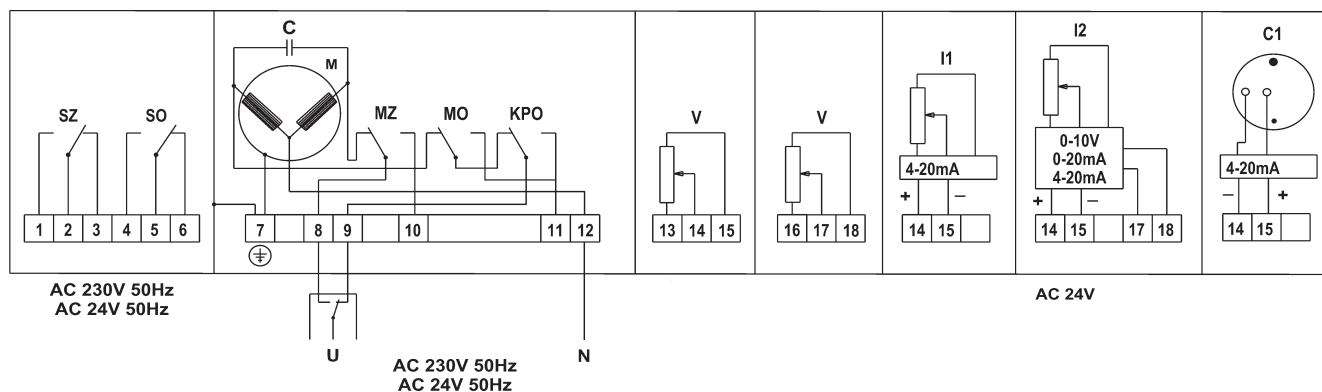 C
M
SZ SO
MZ MO KPO
V
V
I1
4-20mA
+ –
I2
0-10V
0-20mA
4-20mA
+ –
C1
4-20mA
– +
1 2 3 4 5 6
7 8 9 10 11 12
13 14 15
16 17 18
14 15
14 15 17 18
14 15
AC 230V 50Hz
AC 24V 50Hz
U N
AC 230V 50Hz
AC 24V 50Hz
AC 24V